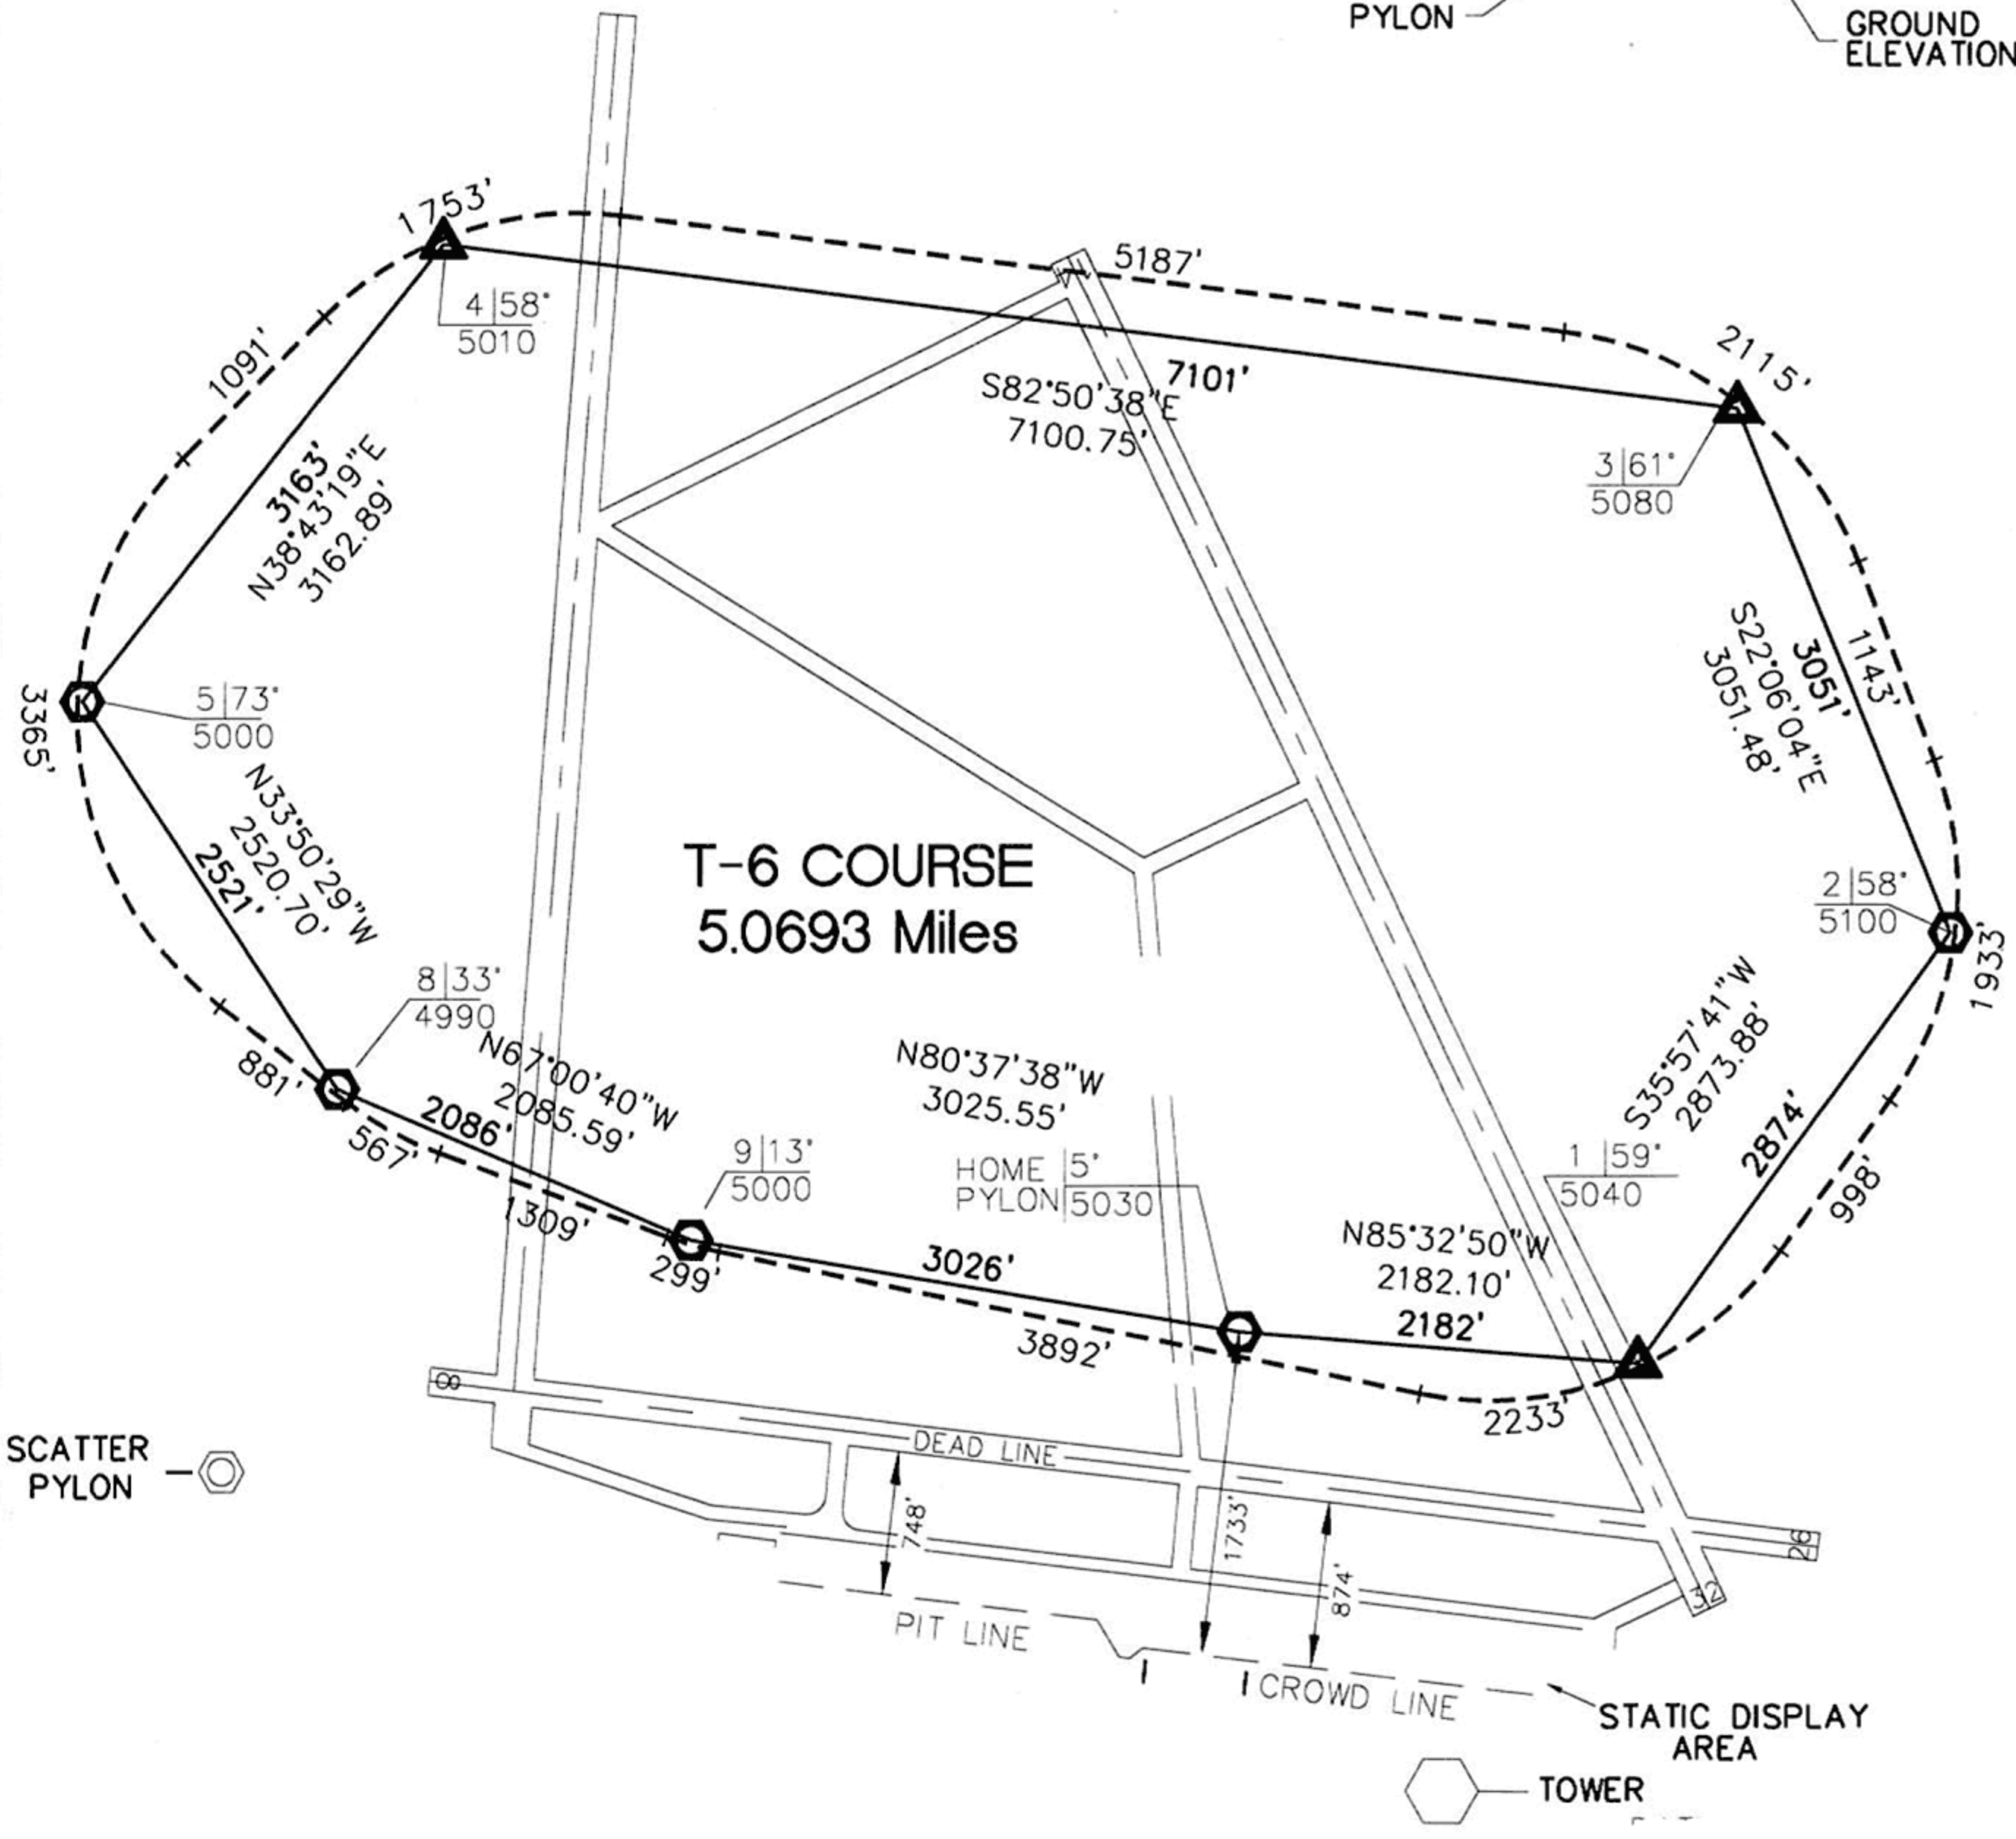 PYLON
GROUND
ELEVATION
1753'
5187'
2115'
4|58°
5010
1091'
7101'
S82°50'38"E
7100.75'
3|61°
5080
3163'
N38°43'19"E
3162.89'
1143'
3051'
S22°06'04"E
3051.48'
5|73°
5000
3365'
K
N33°50'29"W
2520.70'
2521'
T-6 COURSE
5.0693 Miles
2|58°
5100
1933'
8|33°
4990
S35°57'41"W
2873.88'
2874'
N67°00'40"W
2085.59'
2086'
N80°37'38"W
3025.55'
881'
567'
9|13°
5000
HOME |5°
PYLON|5030
1 |59°
5040
998'
1309'
299'
3026'
N85°32'50"W
2182.10'
2182'
3892'
2233'
8
DEAD LINE
SCATTER
PYLON
748'
1733'
874'
26
32
PIT LINE
CROWD LINE
STATIC DISPLAY
AREA
TOWER